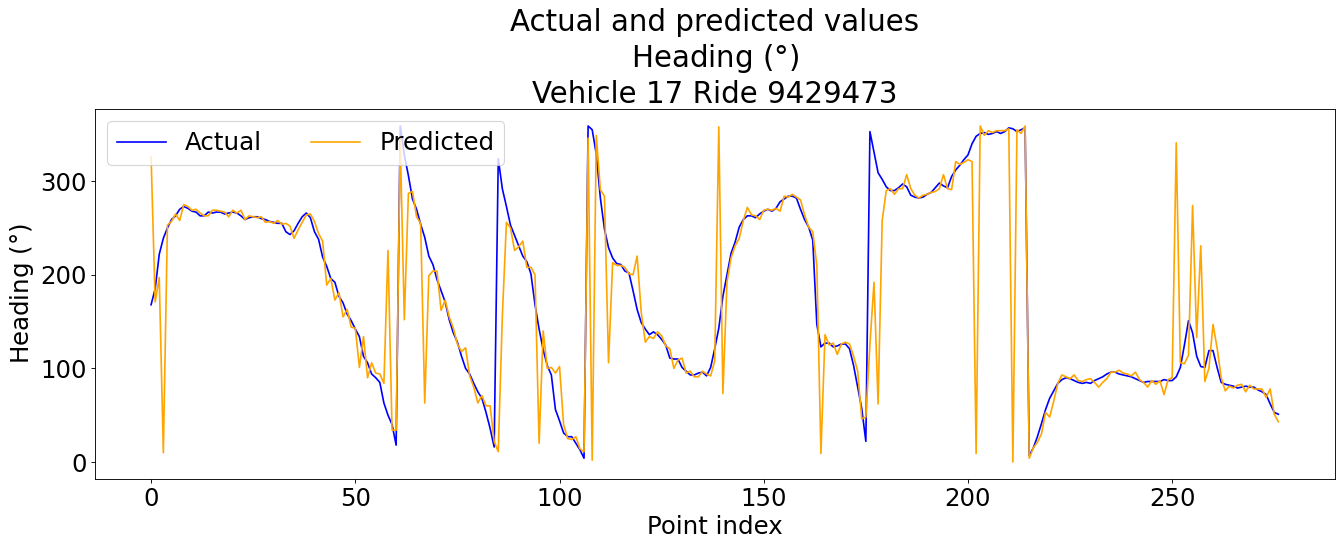 Actual and predicted values
Heading (°)
Vehicle 17 Ride 9429473
Actual
Predicted
Heading (°)
300
200
100
0
0
50
100
150
200
250
Point index